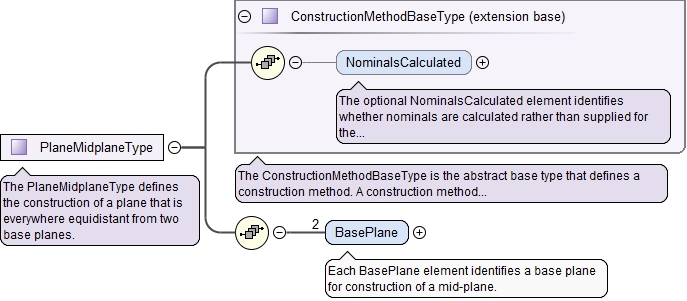 ConstructionMethodBaseType (extension base)
NominalsCalculated
The optional NominalsCalculated element identifies
whether nominals are calculated rather than supplied for
the...
PlaneMidplaneType
The ConstructionMethodBaseType is the abstract base type that defines a
construction method. A construction method...
The PlaneMidplaneType defines
the construction of a plane that is
everywhere equidistant from two
base planes.
2
BasePlane
Each BasePlane element identifies a base plane
for construction of a mid-plane.